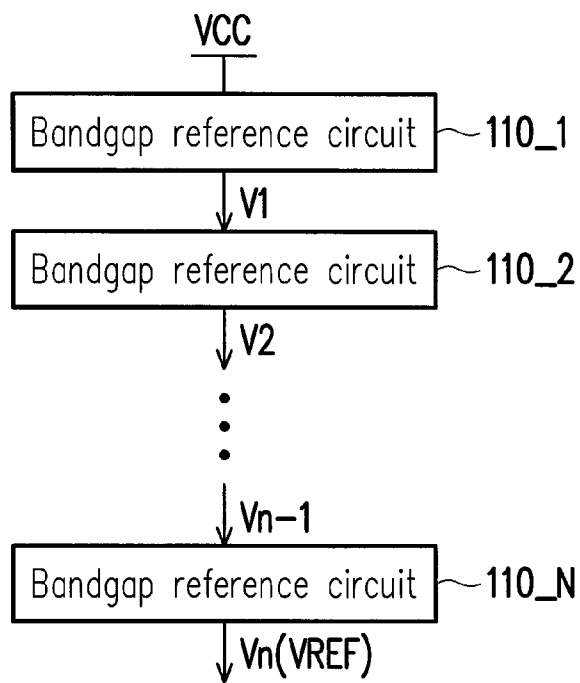 VCC
Bandgap reference circuit 110_1
V1
Bandgap reference circuit 110_2
V2
Vn-1
Bandgap reference circuit 110_N
Vn(VREF)